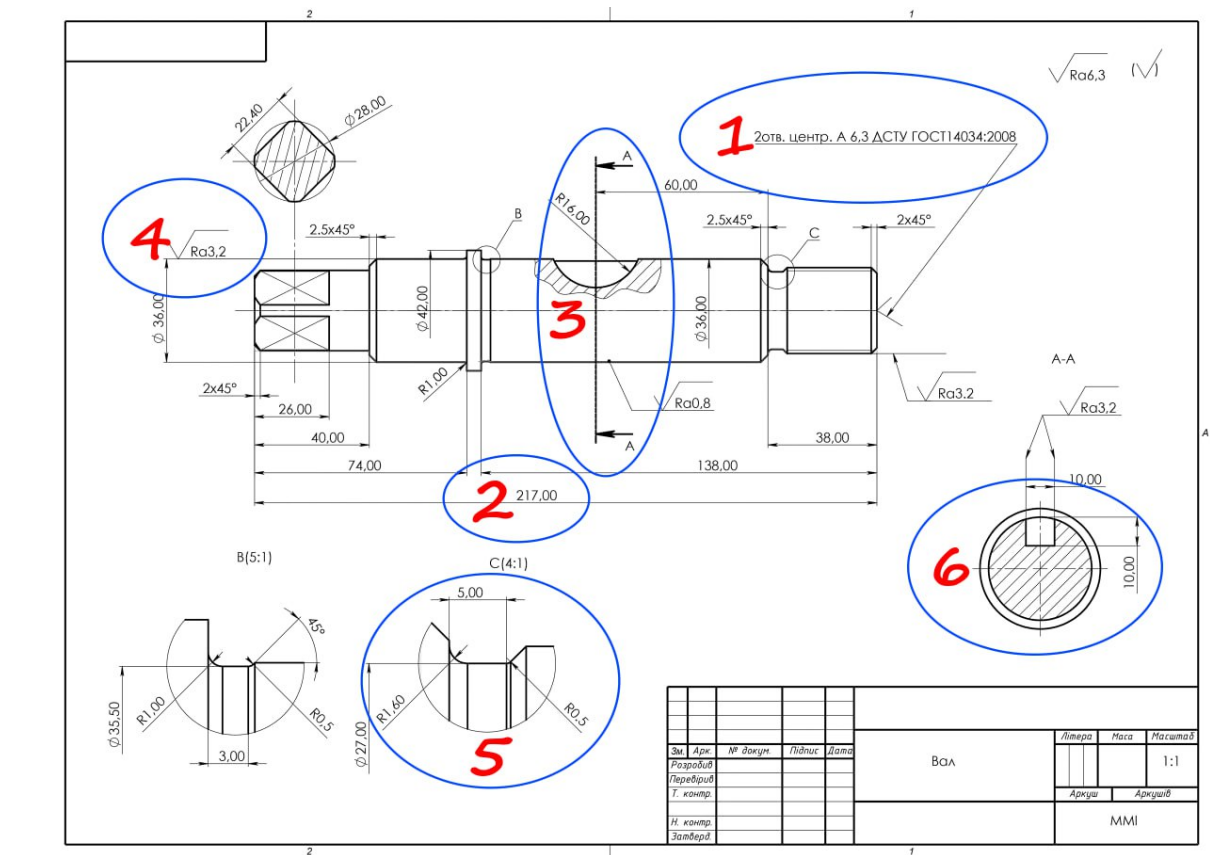 2
1
Ra6,3
(√)
22,40
⌀28,00
1
2отв. центр. А 6,3 ДСТУ ГОСТ14034:2008
A
60,00
R16,00
B
4
Ra3,2
2.5x45°
2.5x45°
2x45°
C
⌀ 36,00
⌀42,00
3
⌀36,00
R1,00
2x45°
26,00
Ra0,8
Ra3.2
A-A
Ra3,2
40,00
A
38,00
A
74,00
138,00
2
217,00
10,00
B(5:1)
C(4:1)
6
10,00
5,00
45°
⌀35,50
R1,00
R0,5
3,00
⌀27,00
R1,60
R0,5
5
Зм.
Арк.
№ докум.
Підпис
Дата
Розробив
Перевірив
Т. контр.
Н. контр.
Затверд.
Вал
Літера
Маса
Масштаб
1:1
Аркуш
Аркушів
ММІ
2
1